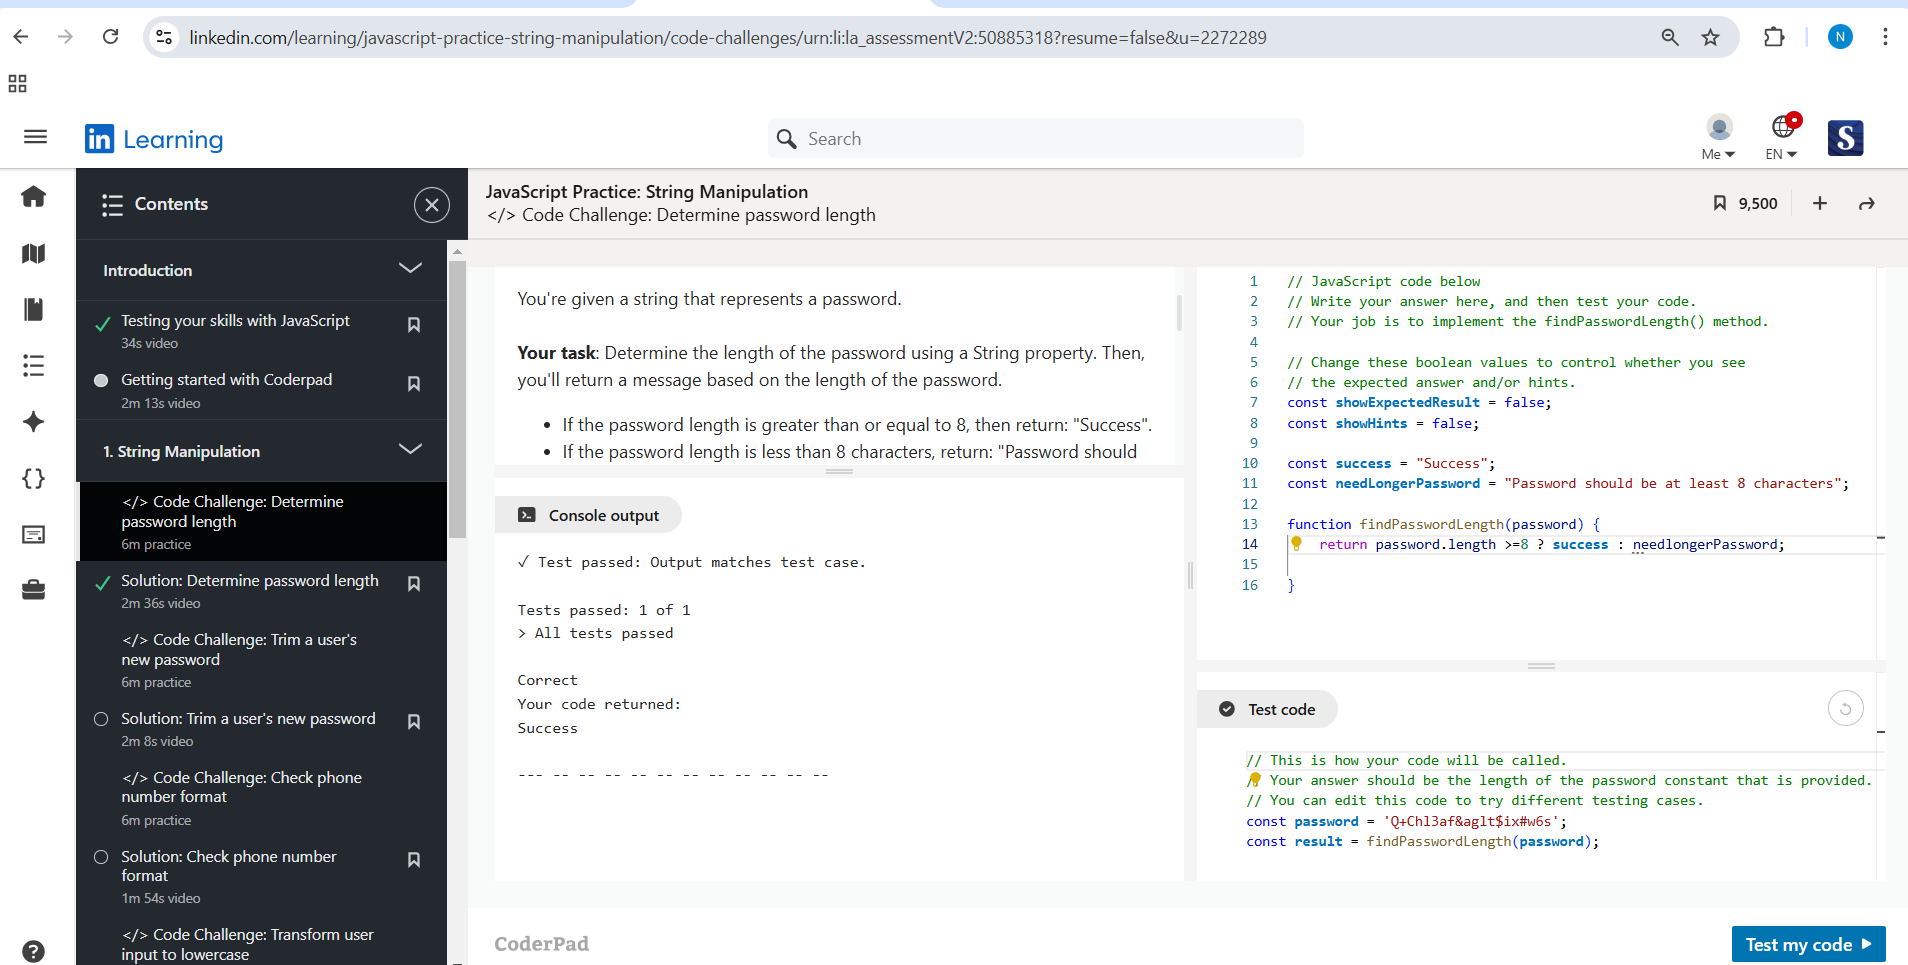 linkedin.com/learning/javascript-practice-string-manipulation/code-challenges/urn:li:la_assessmentV2:50885318?resume=false&u=2272289
N
in Learning
Search
Me
EN
S
Contents
Introduction
Testing your skills with JavaScript
34s video
Getting started with Coderpad
2m 13s video
1. String Manipulation
</> Code Challenge: Determine
password length
6m practice
Solution: Determine password length
2m 36s video
</> Code Challenge: Trim a user's
new password
6m practice
Solution: Trim a user's new password
2m 8s video
</> Code Challenge: Check phone
number format
6m practice
Solution: Check phone number
format
1m 54s video
</> Code Challenge: Transform user
input to lowercase
JavaScript Practice: String Manipulation
</> Code Challenge: Determine password length
9,500
You're given a string that represents a password.
Your task: Determine the length of the password using a String property. Then,
you'll return a message based on the length of the password.
• If the password length is greater than or equal to 8, then return: "Success".
• If the password length is less than 8 characters, return: "Password should
Console output
✓ Test passed: Output matches test case.
Tests passed: 1 of 1
> All tests passed
Correct
Your code returned:
Success
--- -- -- -- -- -- -- -- -- -- -- --
1 // JavaScript code below
2 // Write your answer here, and then test your code.
3 // Your job is to implement the findPasswordLength() method.
4
5 // Change these boolean values to control whether you see
6 // the expected answer and/or hints.
7 const showExpectedResult = false;
8 const showHints = false;
9
10 const success = "Success";
11 const needLongerPassword = "Password should be at least 8 characters";
12
13 function findPasswordLength(password) {
14 return password.length >=8 ? success : needlongerPassword;
15
16 }
Test code
// This is how your code will be called.
// Your answer should be the length of the password constant that is provided.
// You can edit this code to try different testing cases.
const password = 'Q+Chl3af&aglt$ix#w6s';
const result = findPasswordLength(password);
CoderPad
Test my code